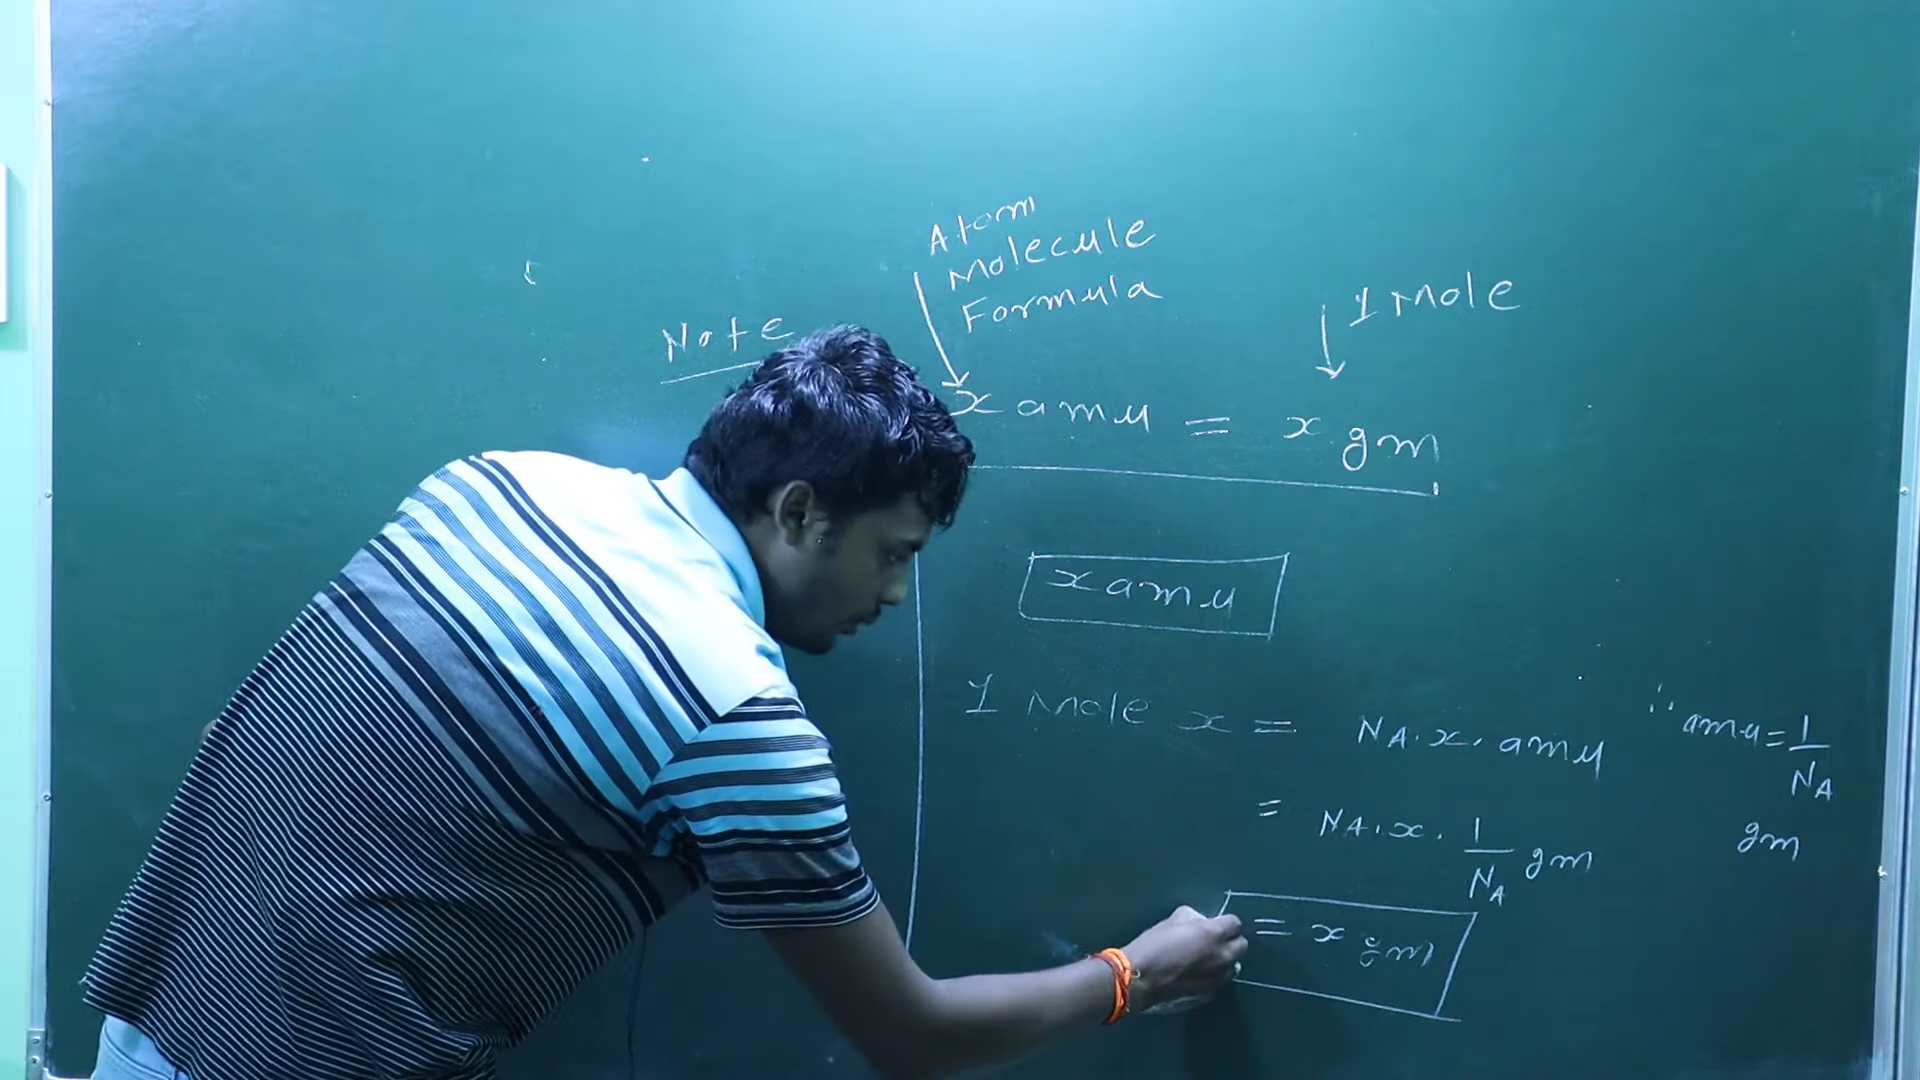 Note
Atom
Molecule
Formula
1 Mole
x amu = x gm
x amu
1 Mole x = NA . x . amu
∵ amu = 1/NA gm
= NA . x . 1/NA gm
= x gm